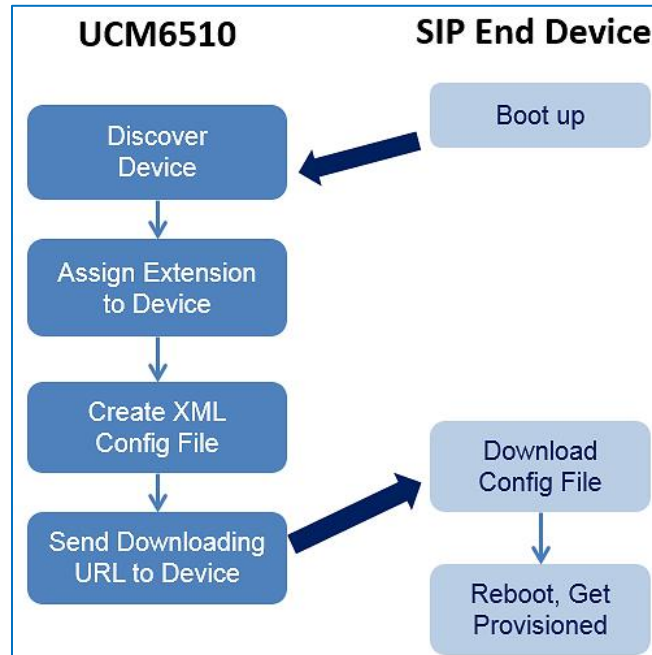 UCM6510
SIP End Device
Boot up
Discover
Device
Assign Extension
to Device
Create XML
Config File
Send Downloading
URL to Device
Download
Config File
Reboot, Get
Provisioned